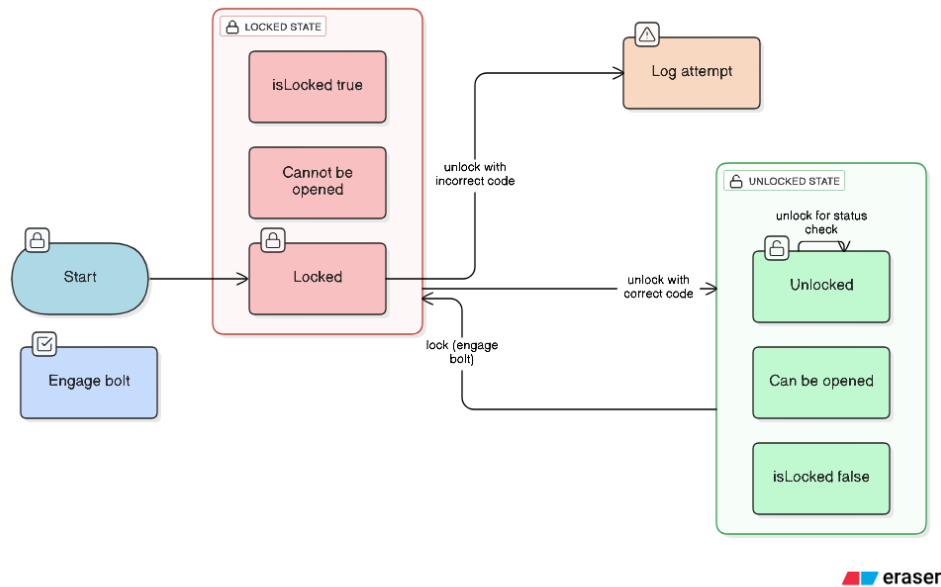 LOCKED STATE
isLocked true
Cannot be
opened
Locked
Start
Engage bolt
Log attempt
unlock with
incorrect code
unlock with
correct code
lock (engage
bolt)
UNLOCKED STATE
unlock for status
check
Unlocked
Can be opened
isLocked false
eraser